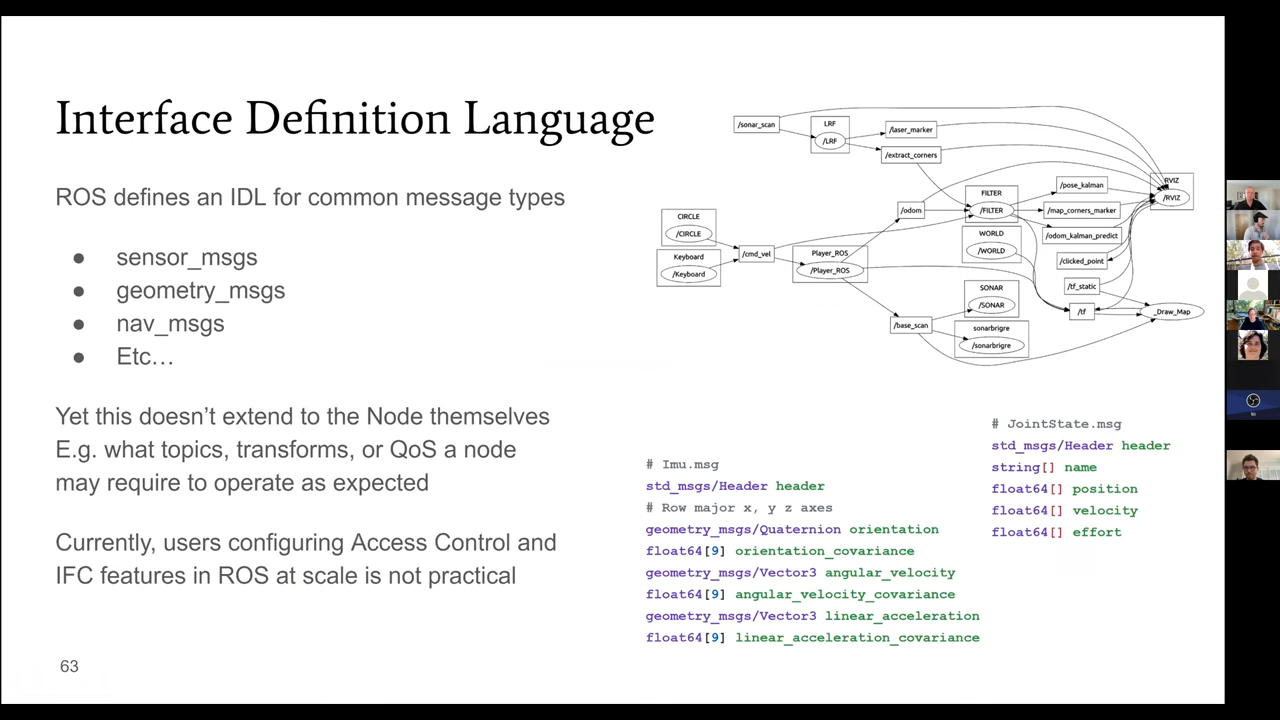 Interface Definition Language
ROS defines an IDL for common message types
● sensor_msgs
● geometry_msgs
● nav_msgs
● Etc…
Yet this doesn’t extend to the Node themselves
E.g. what topics, transforms, or QoS a node
may require to operate as expected
Currently, users configuring Access Control and
IFC features in ROS at scale is not practical
63
/sonar_scan
LRF
/LRF
/laser_marker
/extract_corners
CIRCLE
/CIRCLE
Keyboard
/Keyboard
/cmd_vel
Player_ROS
/Player_ROS
/odom
/base_scan
FILTER
/FILTER
WORLD
/WORLD
SONAR
/SONAR
sonarbrigre
/sonarbrigre
/pose_kalman
/map_corners_marker
/odom_kalman_predict
/clicked_point
/tf_static
/tf
RVIZ
/RVIZ
_Draw_Map
# Imu.msg
std_msgs/Header header
# Row major x, y z axes
geometry_msgs/Quaternion orientation
float64[9] orientation_covariance
geometry_msgs/Vector3 angular_velocity
float64[9] angular_velocity_covariance
geometry_msgs/Vector3 linear_acceleration
float64[9] linear_acceleration_covariance
# JointState.msg
std_msgs/Header header
string[] name
float64[] position
float64[] velocity
float64[] effort